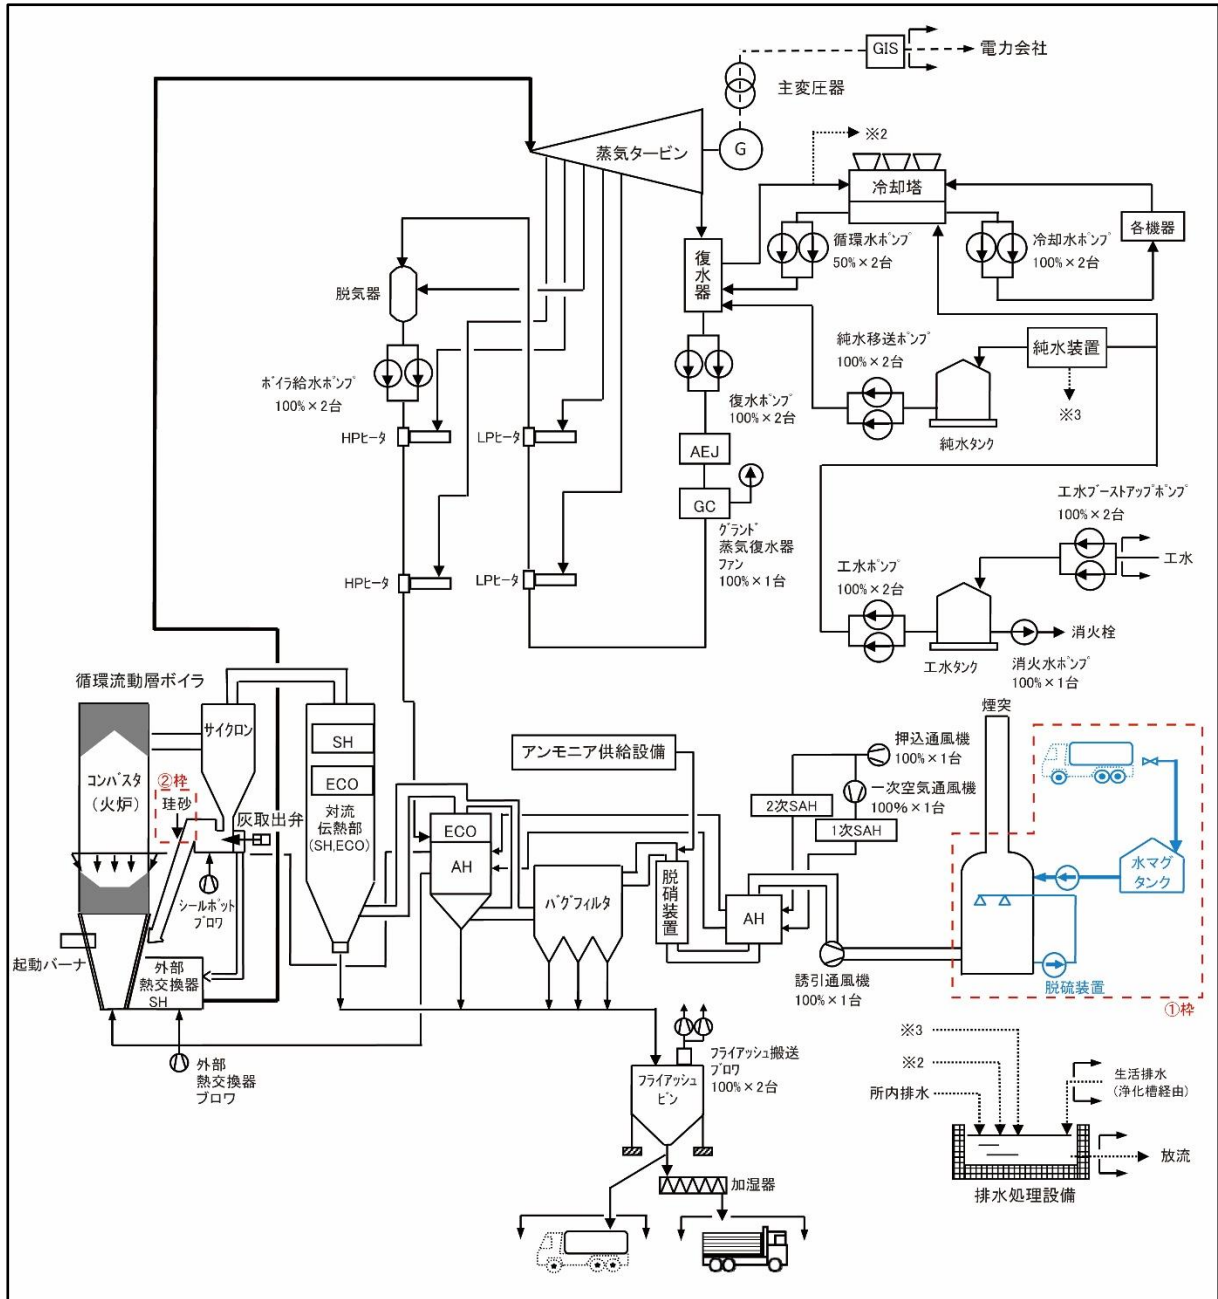 GIS
電力会社
主変圧器
蒸気タービン
G
※2
冷却塔
循環水ポンプ
50%×2台
冷却水ポンプ
100%×2台
各機器
復
水
器
脱気器
ボイラ給水ポンプ
100%×2台
純水移送ポンプ
100%×2台
純水装置
※3
純水タンク
復水ポンプ
100%×2台
HPヒータ
LPヒータ
AEJ
GC
グランド
蒸気復水器
ファン
100%×1台
HPヒータ
LPヒータ
工水ブーストアップポンプ
100%×2台
工水
工水ポンプ
100%×2台
工水タンク
消火栓
消火水ポンプ
100%×1台
循環流動層ボイラ
サイクロン
コンバスタ
(火炉)
②枠
珪砂
灰取出弁
シールポット
ブロワ
起動バーナ
外部
熱交換器
SH
外部
熱交換器
ブロワ
SH
ECO
対流
伝熱部
(SH,ECO)
ECO
AH
バグフィルタ
アンモニア供給設備
脱
硝
装
置
AH
2次SAH
1次SAH
押込通風機
100%×1台
一次空気通風機
100%×1台
誘引通風機
100%×1台
煙突
水マグ
タンク
脱硫装置
①枠
フライアッシュ搬送
ブロワ
100%×2台
フライアッシュ
ビン
加湿器
※3
※2
所内排水
生活排水
(浄化槽経由)
放流
排水処理設備